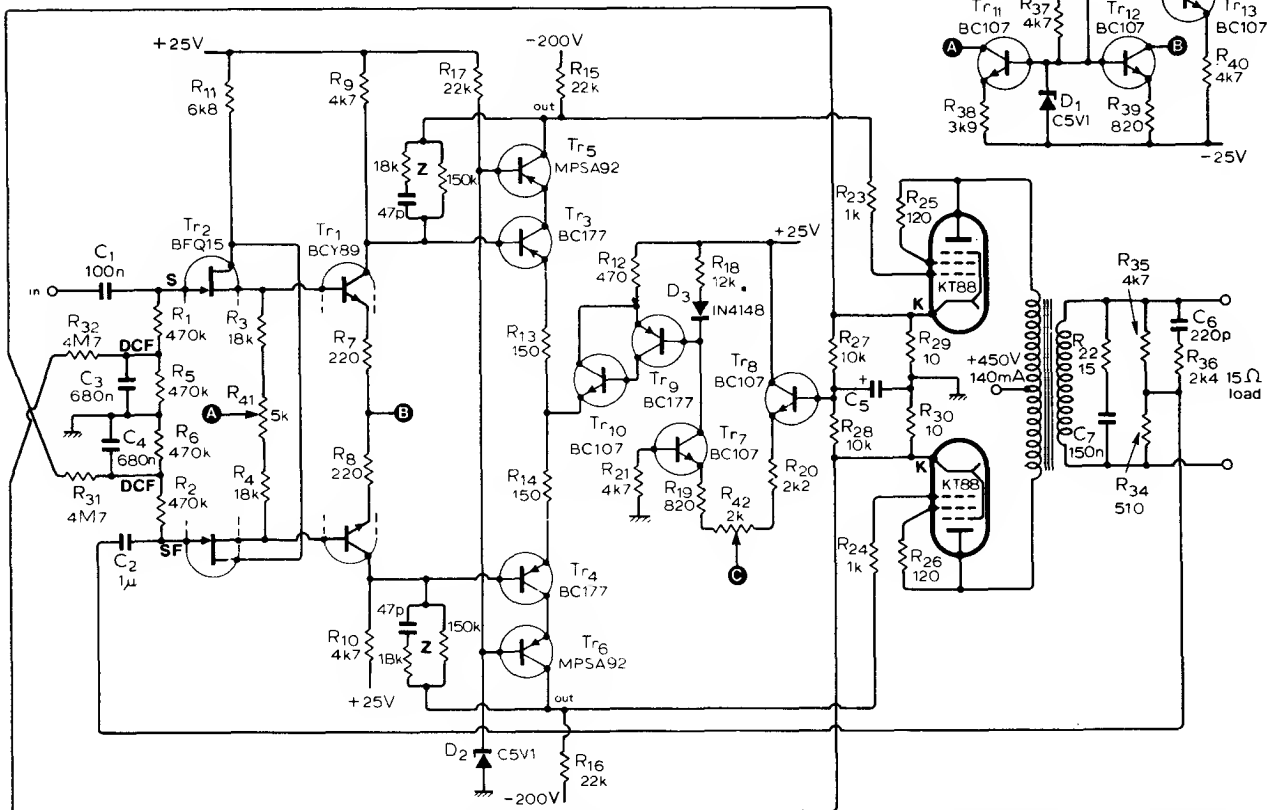 +25V
-200V
R11
6k8
R9
4k7
R17
22k
R15
22k
out
18k
Z
150k
47p
Tr5
MPSA92
Tr3
BC177
Tr2
BFQ15
Tr1
BCY89
C1
100n
in
S
R1
470k
R3
18k
R7
220
R32
4M7
DCF
C3
680n
R5
470k
A
R41
5k
B
C4
680n
R6
470k
R8
220
DCF
R4
18k
R31
4M7
R2
470k
SF
C2
1μ
R10
4k7
+25V
47p
18k
Z
150k
R13
150
R14
150
Tr4
BC177
Tr6
MPSA92
out
D2 C5V1
R16
22k
-200V
R12
470
R18
12k
D3
IN4148
+25V
Tr9
BC177
Tr10
BC107
Tr8
BC107
Tr7
BC107
R21
4k7
R19
820
R42
2k
R20
2k2
C
R23
1k
R25
120
KT88
K
R27
10k
R29
10
+
C5
R28
10k
R30
10
K
KT88
R24
1k
R26
120
+450V
140mA
R22
15
C7
150n
R35
4k7
C6
220p
R36
2k4
R34
510
15Ω
load
Tr11
BC107
R37
4k7
Tr12
BC107
Tr13
BC107
A
B
R38
3k9
D1
C5V1
R39
820
R40
4k7
-25V